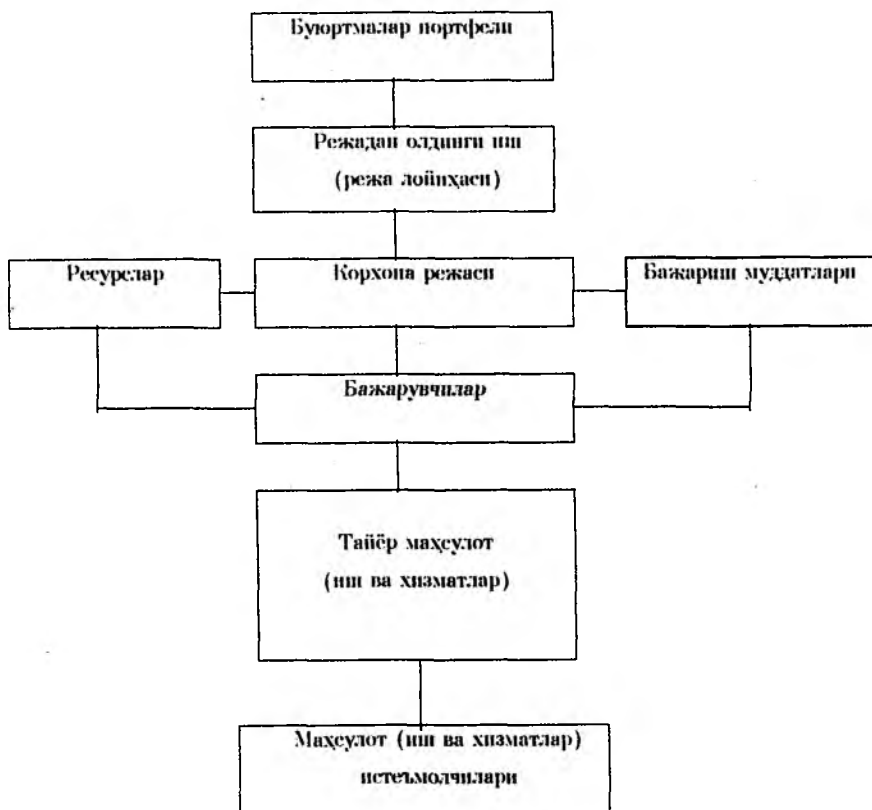 Буюртмалар портфели
Режадан олдинги иш
(режа лойиҳаси)
Ресурслар
Корхона режаси
Бажариш муддатлари
Бажарувчилар
Тайёр маҳсулот
(иш ва хизматлар)
Маҳсулот (иш ва хизматлар)
истеъмолчилари